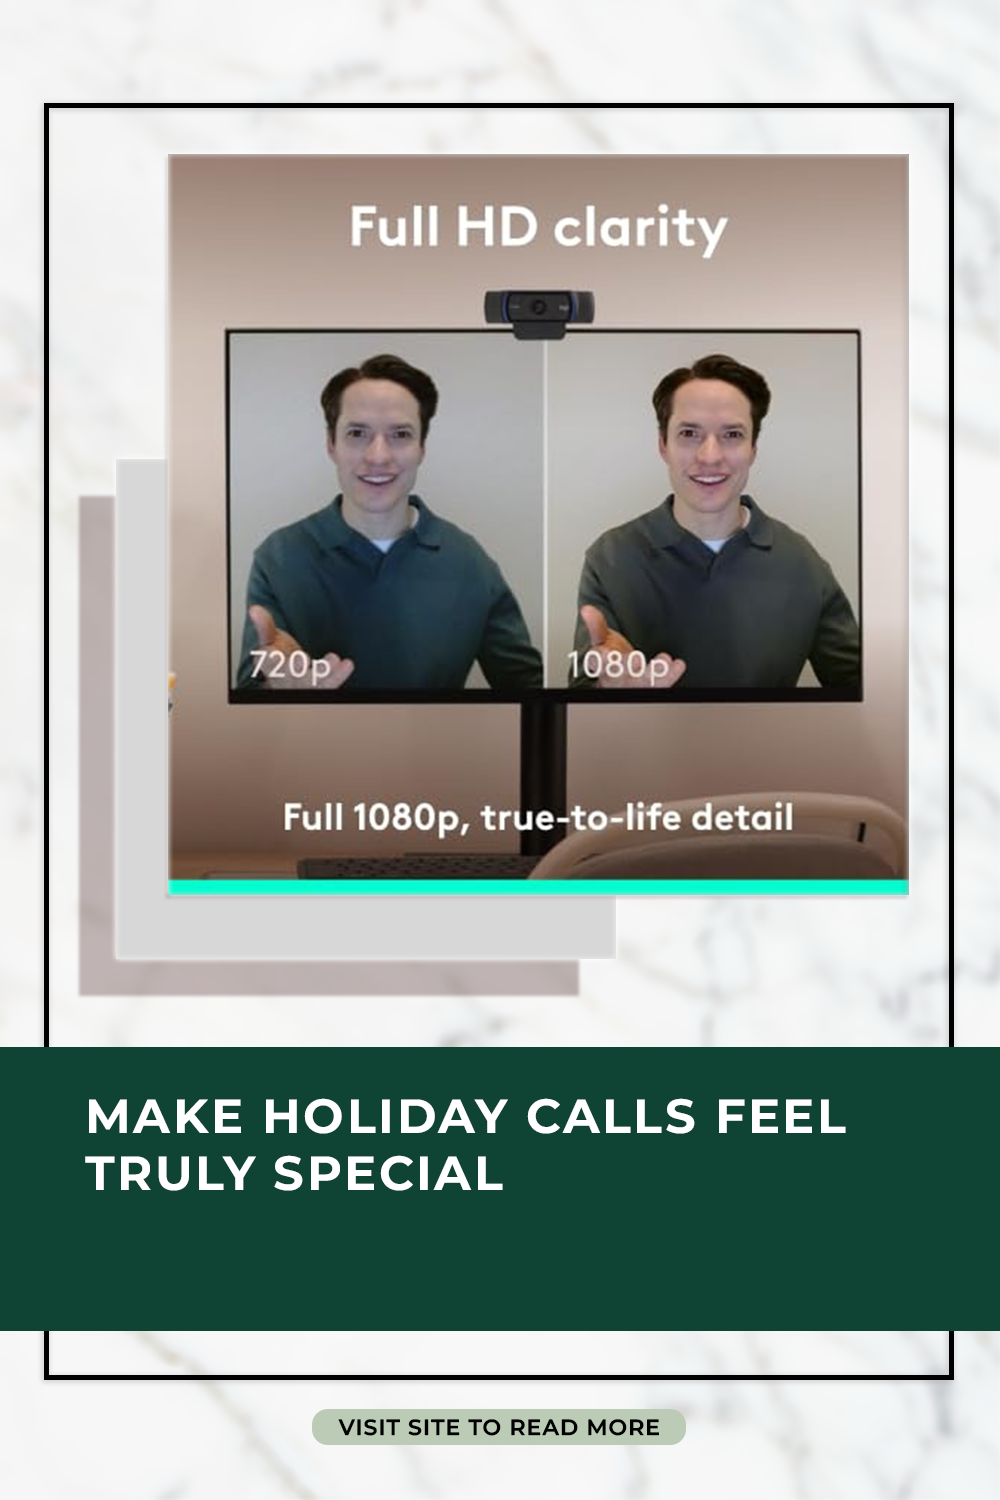 Full HD clarity
720p
1080p
Full 1080p, true-to-life detail
MAKE HOLIDAY CALLS FEEL
TRULY SPECIAL
VISIT SITE TO READ MORE